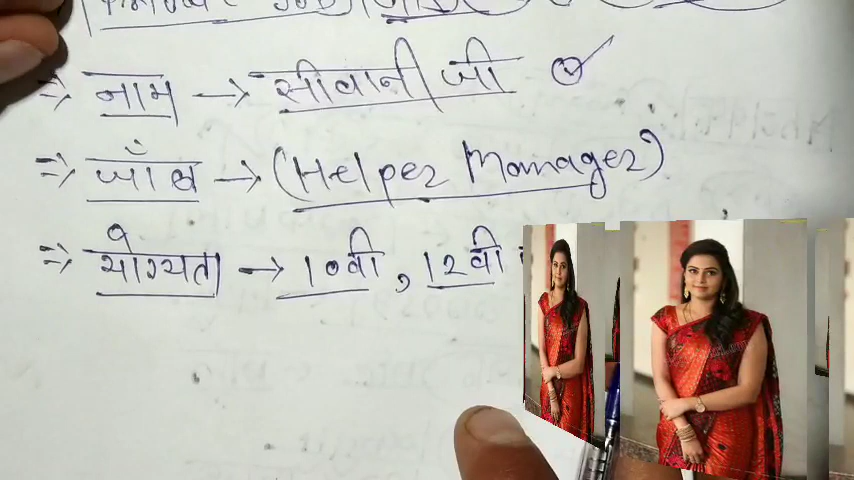 ⇒ नाम → सीवानी जी
⇒ जॉब → (Helper Manager)
⇒ योग्यता → 10वी, 12वी